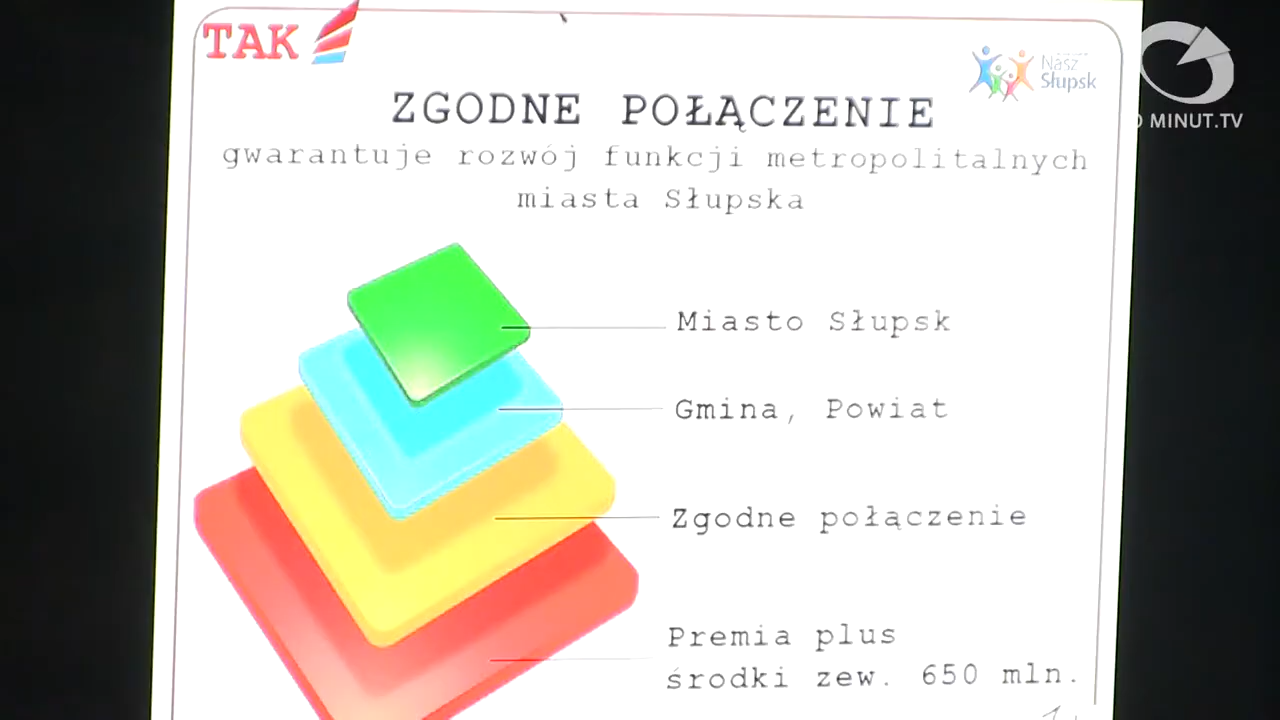 TAK
Nasz
Słupsk
MINUT.TV
ZGODNE POŁĄCZENIE
gwarantuje rozwój funkcji metropolitalnych
miasta Słupska
Miasto Słupsk
Gmina, Powiat
Zgodne połączenie
Premia plus
środki zew. 650 mln.